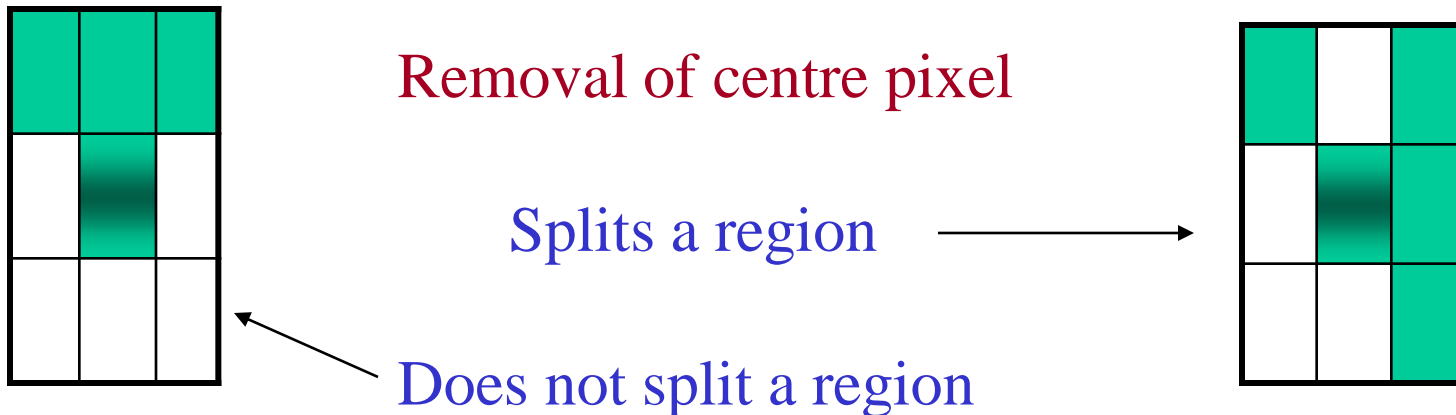 Removal of centre pixel
Splits a region
Does not split a region